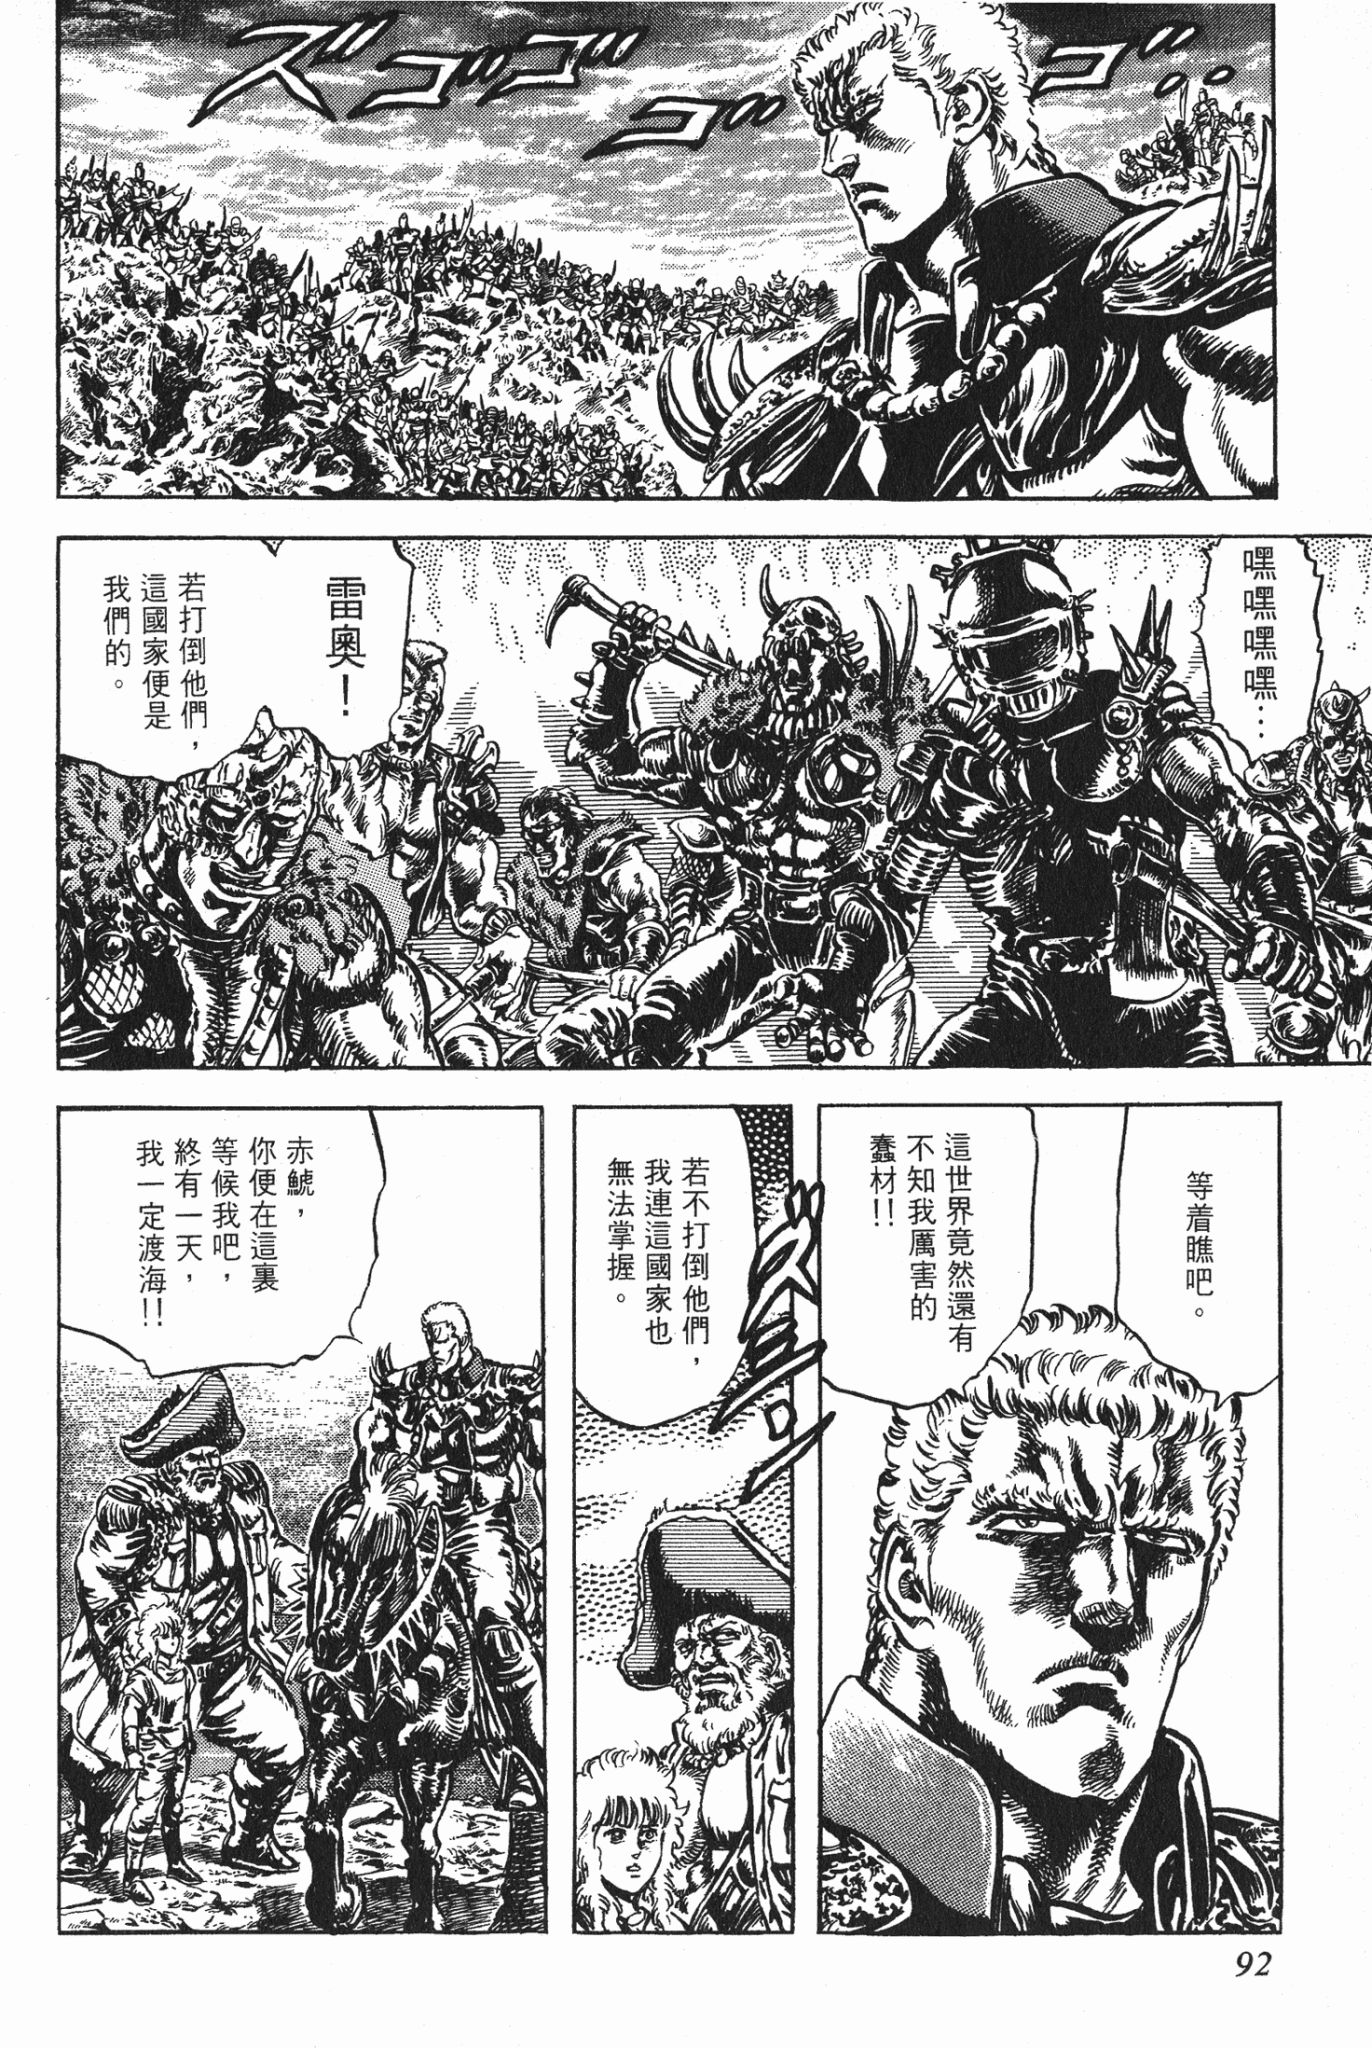 ズゴゴゴゴ‥
嘿嘿嘿嘿…
雷奧！
若打倒他們，
這國家便是
我們的。
等着瞧吧。
這世界竟然還有
不知我厲害的
蠢材!!
若不打倒他們，
我連這國家也
無法掌握。
ズーン
赤鯱，
你便在這裏
等候我吧，
終有一天，
我一定渡海!!
92